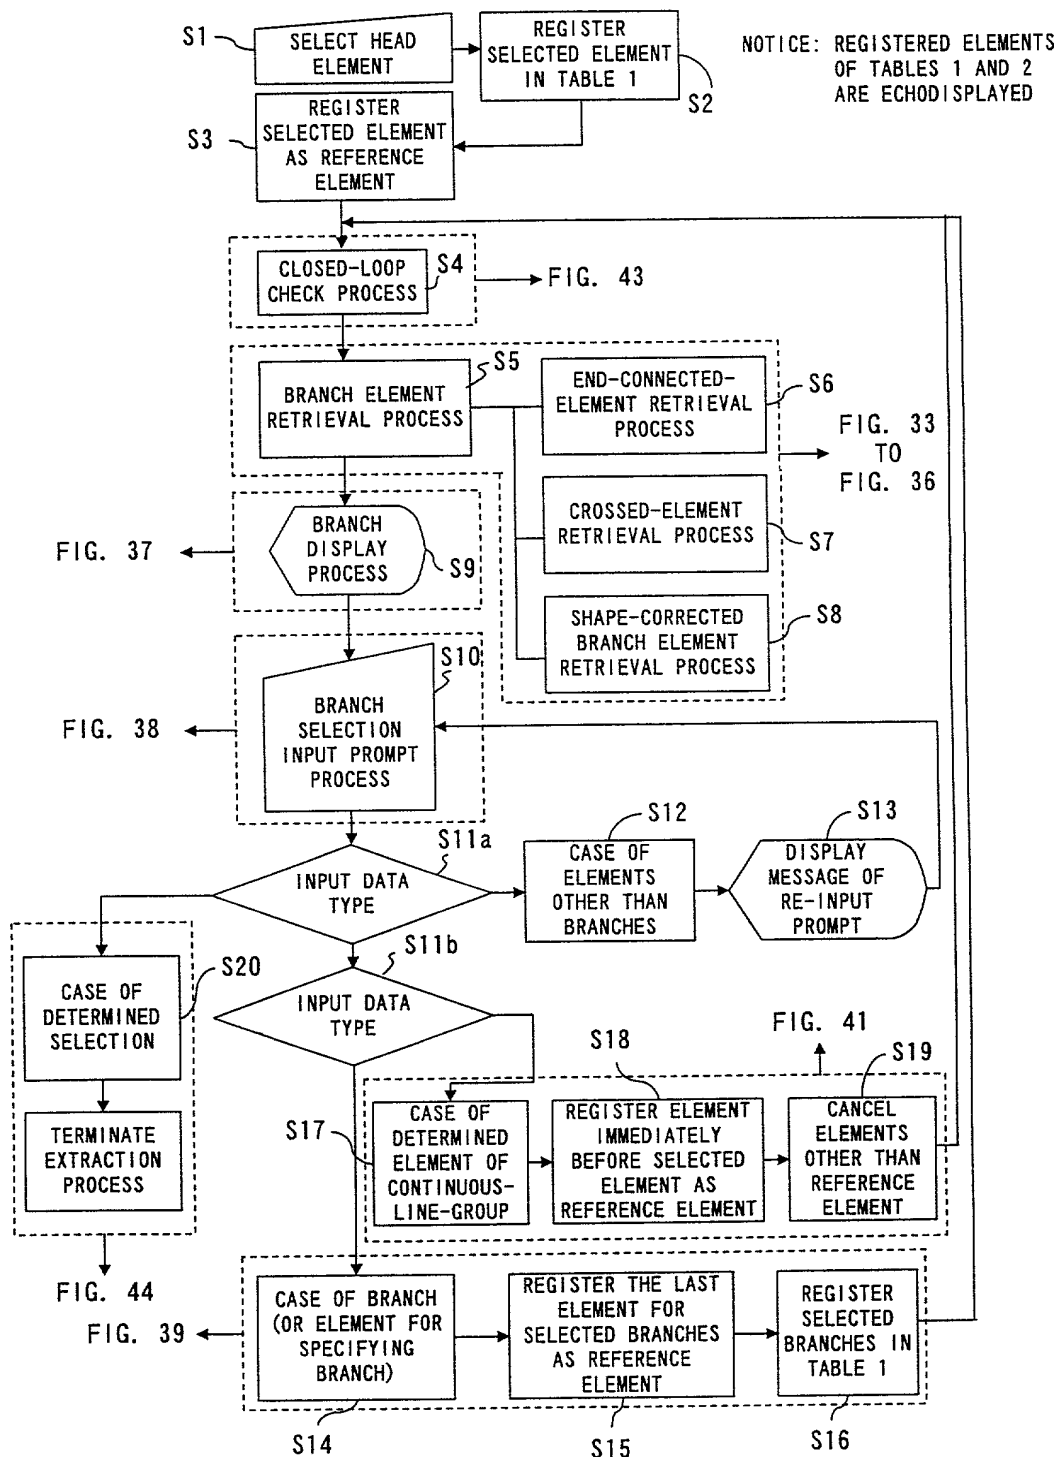 S1
SELECT HEAD
ELEMENT
REGISTER
SELECTED ELEMENT
IN TABLE 1
S2
NOTICE: REGISTERED ELEMENTS
OF TABLES 1 AND 2
ARE ECHODISPLAYED
S3
REGISTER
SELECTED ELEMENT
AS REFERENCE
ELEMENT
CLOSED-LOOP
CHECK PROCESS
S4
FIG. 43
BRANCH ELEMENT
RETRIEVAL PROCESS
S5
END-CONNECTED-
ELEMENT RETRIEVAL
PROCESS
S6
FIG. 33
TO
FIG. 36
CROSSED-ELEMENT
RETRIEVAL PROCESS
S7
SHAPE-CORRECTED
BRANCH ELEMENT
RETRIEVAL PROCESS
S8
FIG. 37
BRANCH
DISPLAY
PROCESS
S9
FIG. 38
S10
BRANCH
SELECTION
INPUT PROMPT
PROCESS
S11a
INPUT DATA
TYPE
S12
CASE OF
ELEMENTS
OTHER THAN
BRANCHES
S13
DISPLAY
MESSAGE OF
RE-INPUT
PROMPT
S11b
INPUT DATA
TYPE
S20
CASE OF
DETERMINED
SELECTION
TERMINATE
EXTRACTION
PROCESS
FIG. 44
FIG. 41
S17
CASE OF
DETERMINED
ELEMENT OF
CONTINUOUS-
LINE-GROUP
S18
REGISTER ELEMENT
IMMEDIATELY
BEFORE SELECTED
ELEMENT AS
REFERENCE ELEMENT
S19
CANCEL
ELEMENTS
OTHER THAN
REFERENCE
ELEMENT
FIG. 39
CASE OF BRANCH
(OR ELEMENT FOR
SPECIFYING
BRANCH)
S14
REGISTER THE LAST
ELEMENT FOR
SELECTED BRANCHES
AS REFERENCE
ELEMENT
S15
REGISTER
SELECTED
BRANCHES IN
TABLE 1
S16